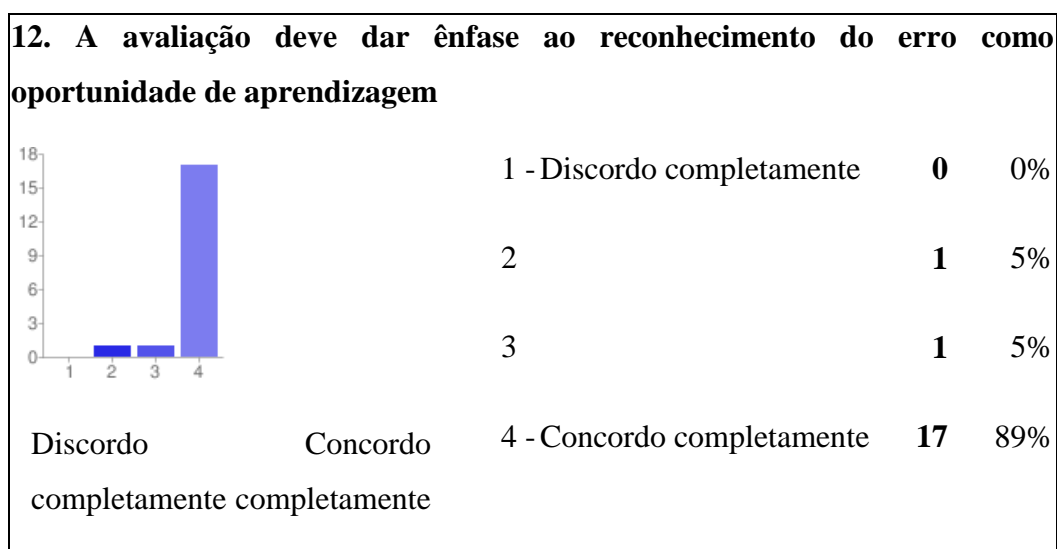 12. A avaliação deve dar ênfase ao reconhecimento do erro como
oportunidade de aprendizagem
18
15
12
9
6
3
0
1 2 3 4
Discordo Concordo
completamente completamente
1 - Discordo completamente 0 0%
2 1 5%
3 1 5%
4 - Concordo completamente 17 89%